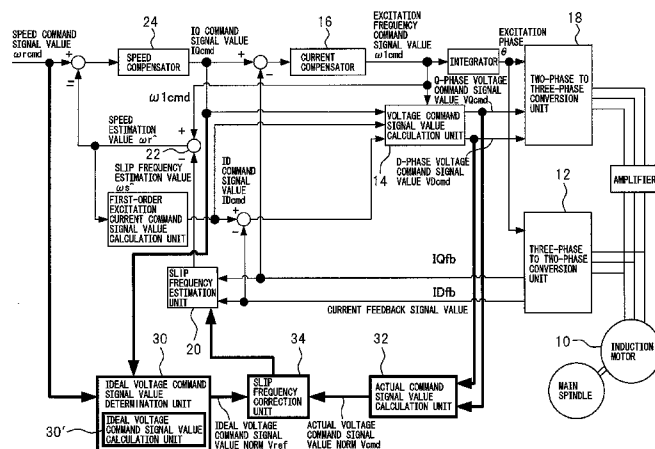 SPEED COMMAND
SIGNAL VALUE
ωrcmd
24
SPEED
COMPENSATOR
IQ COMMAND
SIGNAL VALUE
IQcmd
16
CURRENT
COMPENSATOR
EXCITATION
FREQUENCY
COMMAND
SIGNAL VALUE
ω1cmd
INTEGRATOR
EXCITATION
PHASE
θ
18
TWO-PHASE TO
THREE-PHASE
CONVERSION
UNIT
Q-PHASE VOLTAGE
COMMAND SIGNAL
VALUE VQcmd
ω1cmd
VOLTAGE COMMAND
SIGNAL VALUE
CALCULATION UNIT
14
D-PHASE VOLTAGE
COMMAND SIGNAL
VALUE VDcmd
SPEED
ESTIMATION
VALUE ωr^
22
SLIP FREQUENCY
ESTIMATION VALUE
ωs^
ID
COMMAND
SIGNAL
VALUE
IDcmd
FIRST-ORDER
EXCITATION
CURRENT COMMAND
SIGNAL VALUE
CALCULATION UNIT
AMPLIFIER
12
THREE-PHASE
TO TWO-PHASE
CONVERSION
UNIT
SLIP
FREQUENCY
ESTIMATION
UNIT
20
IQfb
IDfb
CURRENT FEEDBACK SIGNAL VALUE
10
INDUCTION
MOTOR
MAIN
SPINDLE
30
IDEAL VOLTAGE COMMAND
SIGNAL VALUE
DETERMINATION UNIT
30'
IDEAL VOLTAGE
COMMAND SIGNAL VALUE
CALCULATION UNIT
IDEAL VOLTAGE
COMMAND SIGNAL
VALUE NORM Vref
34
SLIP
FREQUENCY
CORRECTION
UNIT
ACTUAL VOLTAGE
COMMAND SIGNAL
VALUE NORM Vcmd
32
ACTUAL COMMAND
SIGNAL VALUE
CALCULATION UNIT